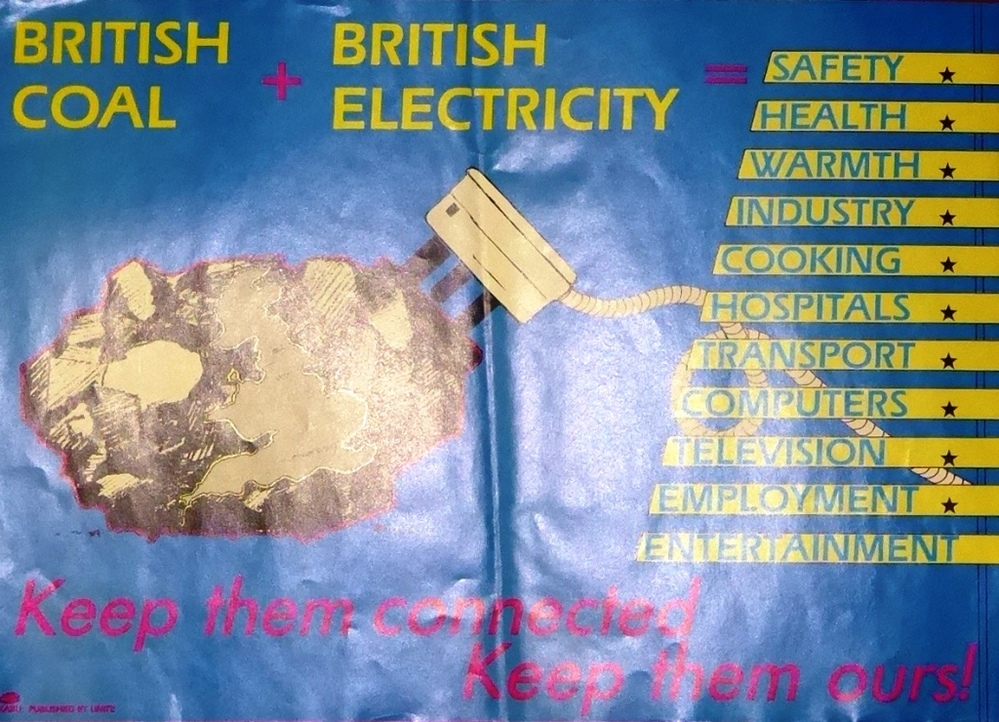 BRITISH
COAL
+
BRITISH
ELECTRICITY
=
SAFETY
HEALTH
WARMTH
INDUSTRY
COOKING
HOSPITALS
TRANSPORT
COMPUTERS
TELEVISION
EMPLOYMENT
ENTERTAINMENT
Keep them connected
Keep them ours!
PUBLISHED BY UNITE